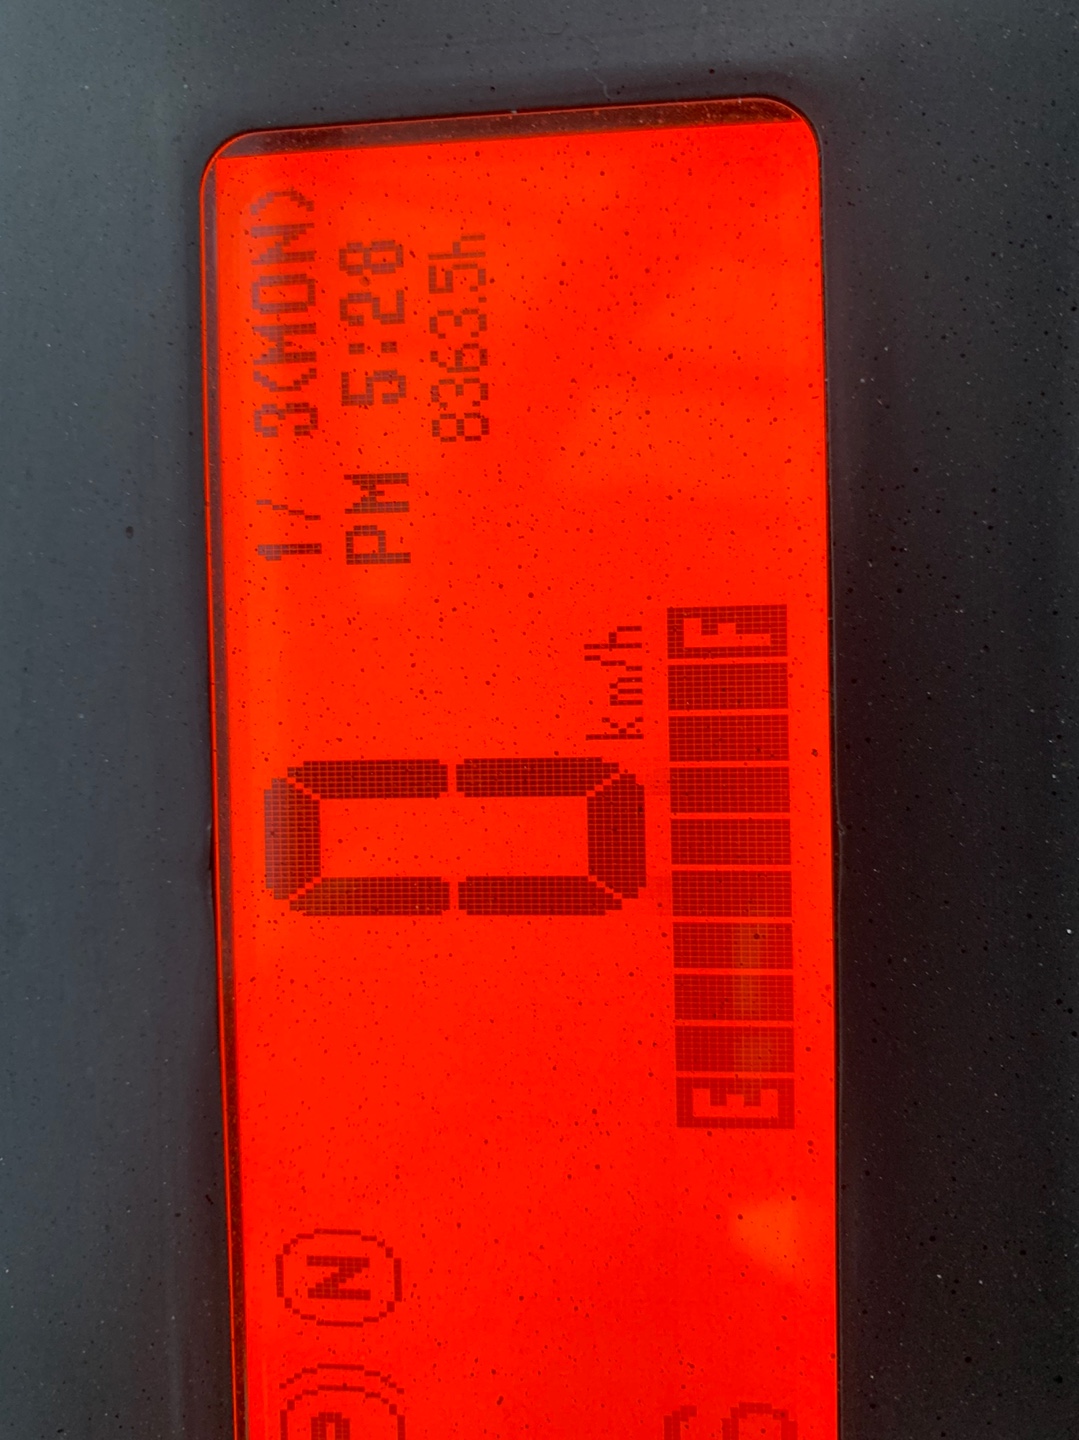 1/ 3(MON)
PM 5:28
8363.5h
0 km/h
E F
N
P